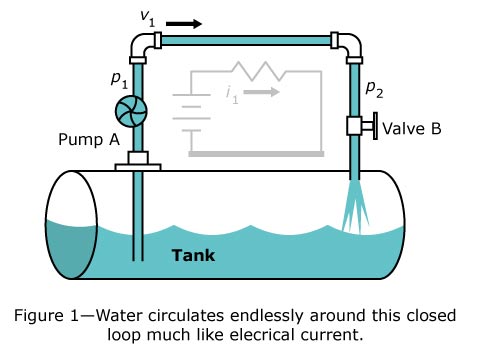 v1
p1
i1
p2
Pump A
Valve B
Tank
Figure 1—Water circulates endlessly around this closed
loop much like elecrical current.